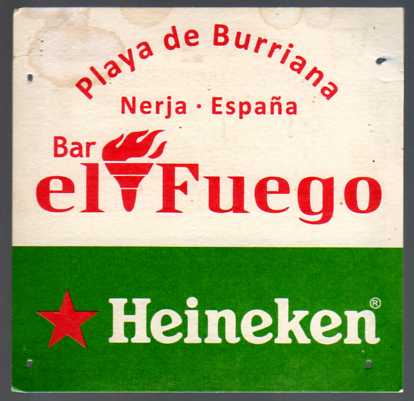 Playa de Burriana
Nerja · España
Bar
el Fuego
Heineken®